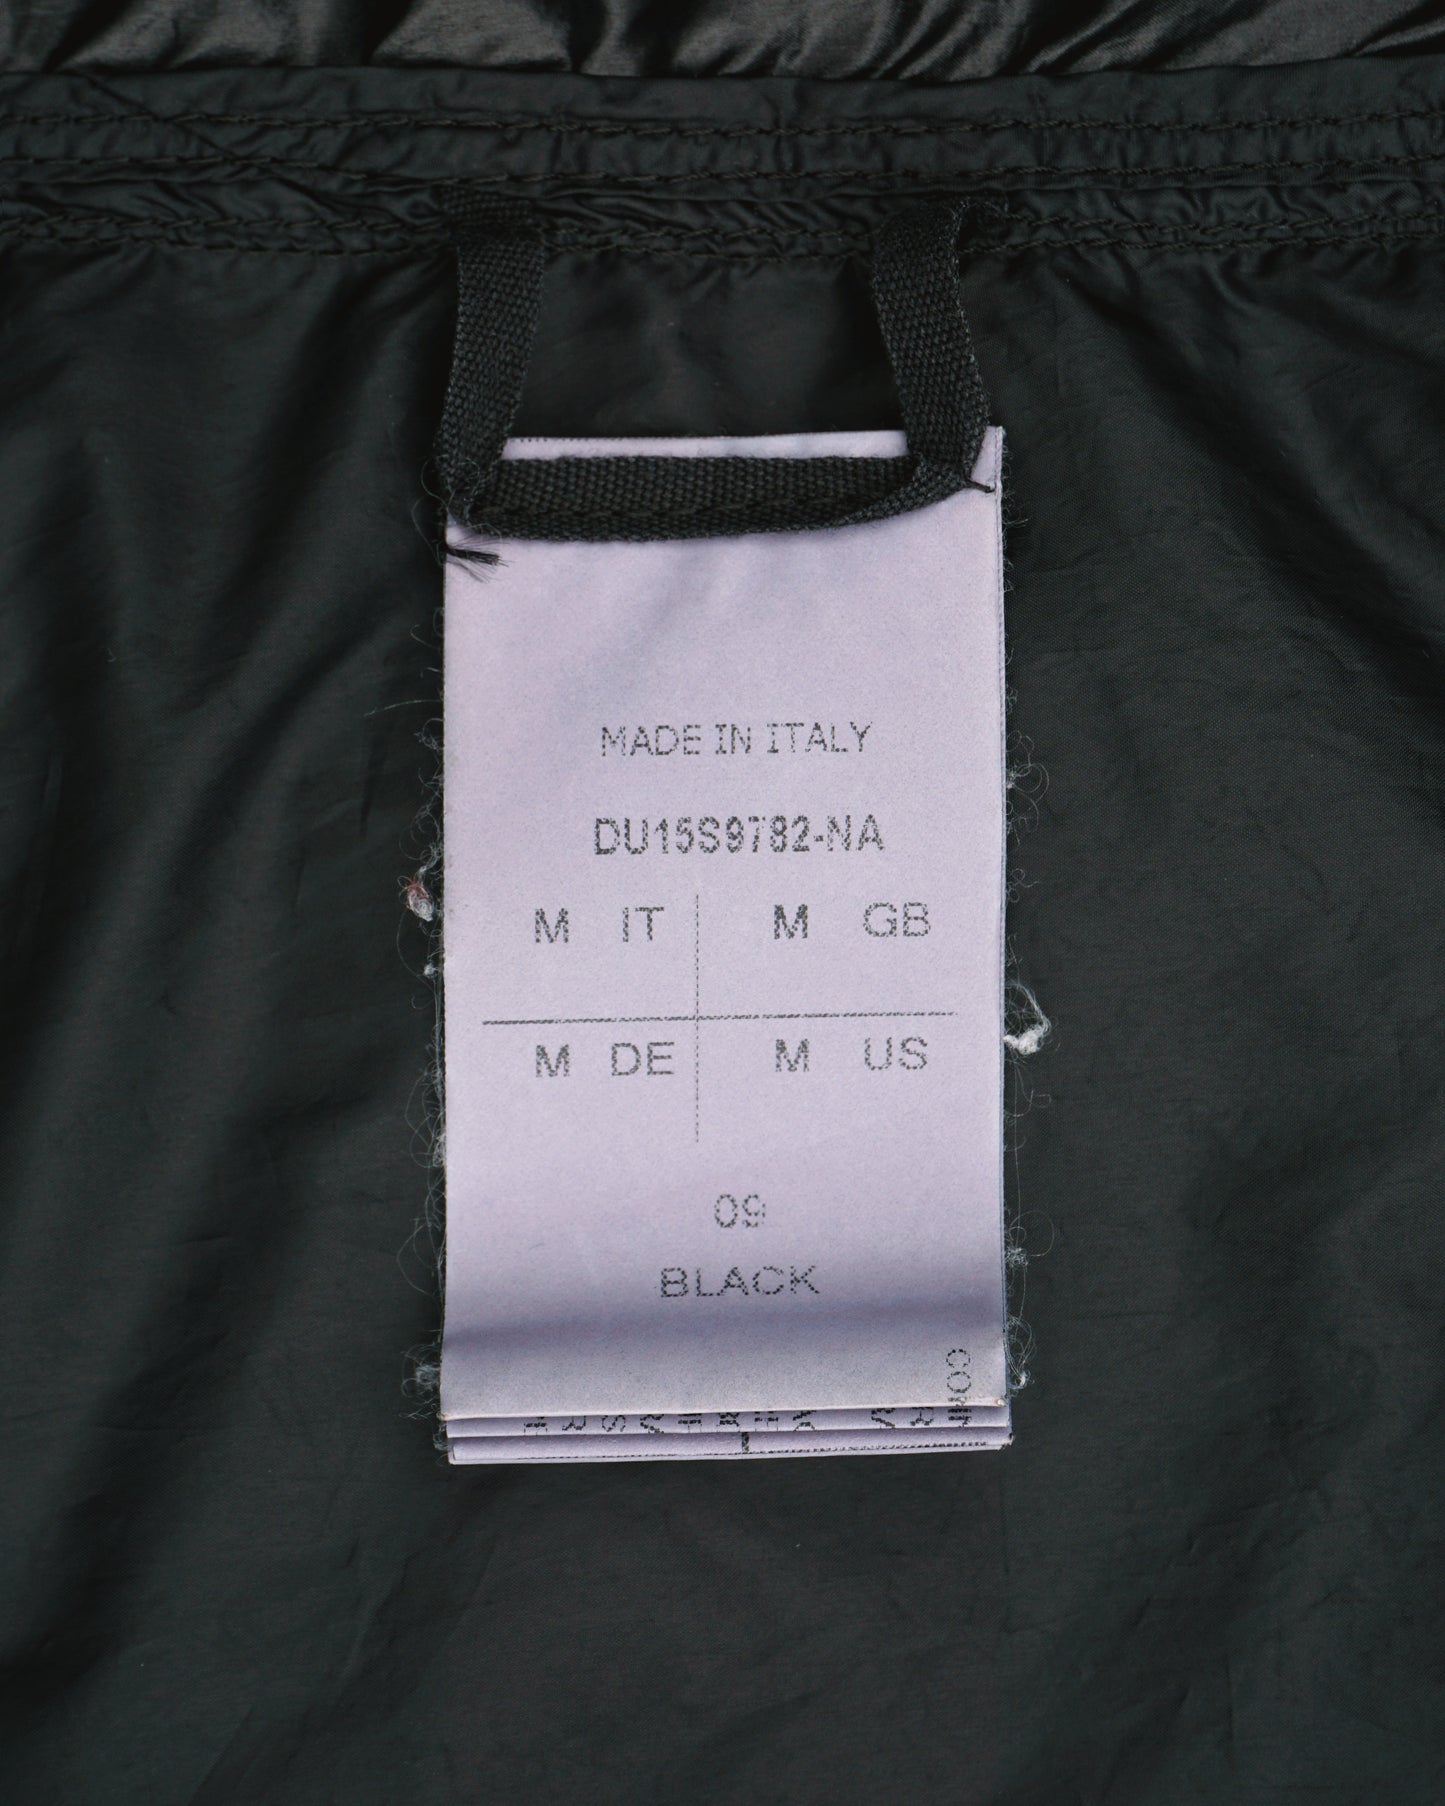 MADE IN ITALY
DU15S9782-NA
M IT M GB
M DE M US
09
BLACK